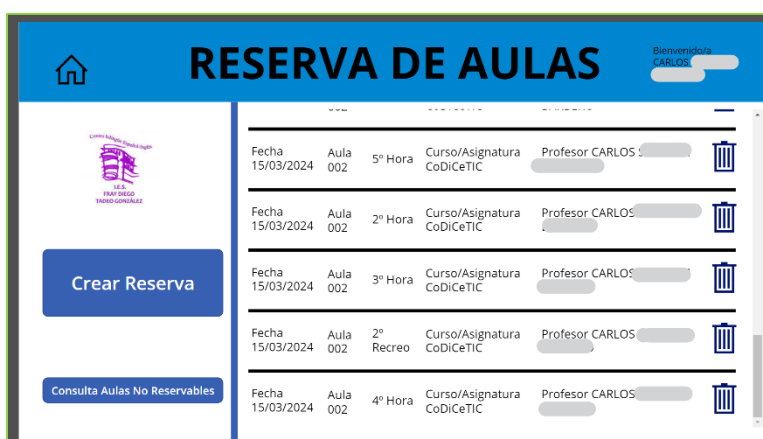 RESERVA DE AULAS
Bienvenido/a
CARLOS
Centro Bilingüe Español-Inglés
I.E.S.
FRAY DIEGO
TADEO GONZÁLEZ
Crear Reserva
Consulta Aulas No Reservables
Fecha
15/03/2024
Aula
002
5º Hora
Curso/Asignatura
CoDiCeTIC
Profesor CARLOS
Fecha
15/03/2024
Aula
002
2º Hora
Curso/Asignatura
CoDiCeTIC
Profesor CARLOS
Fecha
15/03/2024
Aula
002
3º Hora
Curso/Asignatura
CoDiCeTIC
Profesor CARLOS
Fecha
15/03/2024
Aula
002
2º
Recreo
Curso/Asignatura
CoDiCeTIC
Profesor CARLOS
Fecha
15/03/2024
Aula
002
4º Hora
Curso/Asignatura
CoDiCeTIC
Profesor CARLOS